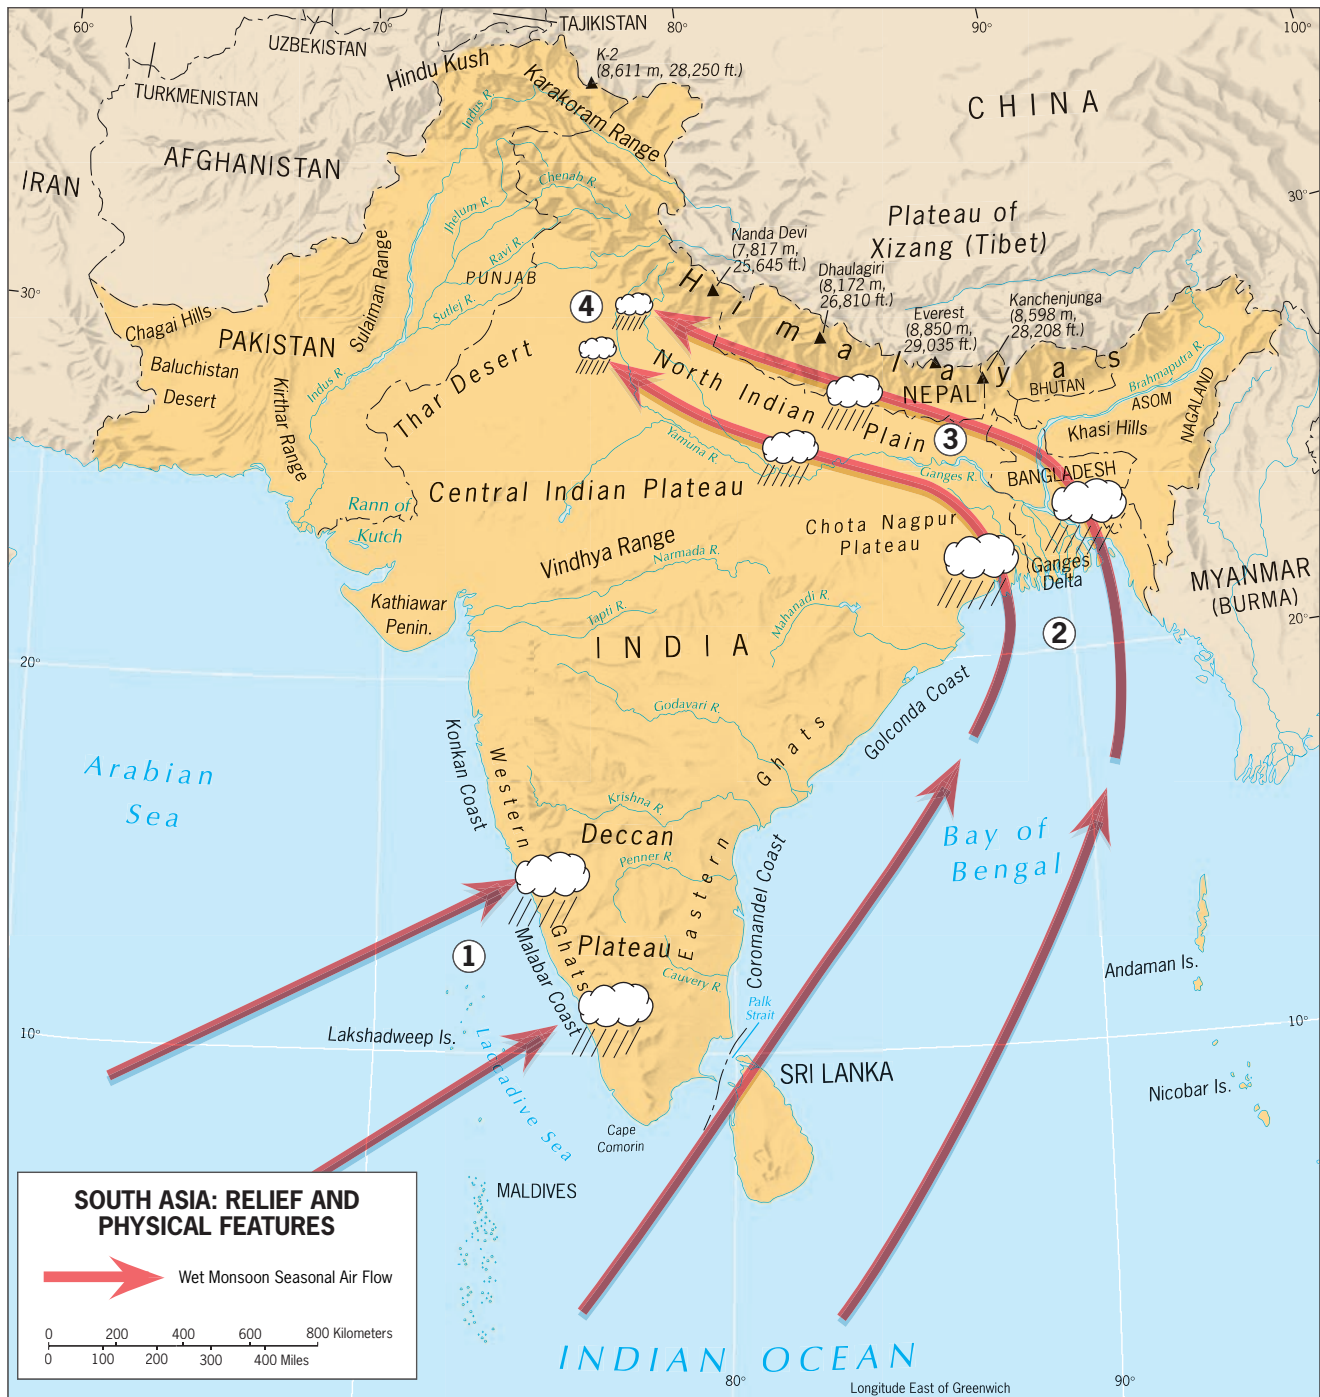 60°
70°
80°
90°
100°
TAJIKISTAN
UZBEKISTAN
K-2
(8,611 m, 28,250 ft.)
Hindu Kush
Karakoram Range
TURKMENISTAN
Indus R.
CHINA
AFGHANISTAN
IRAN
Chenab R.
30°
Jhelum R.
Plateau of
Xizang (Tibet)
Nanda Devi
(7,817 m,
25,645 ft.)
Ravi R.
Sulaiman Range
PUNJAB
Dhaulagiri
(8,172 m,
26,810 ft.)
Himalayas
30°
Sutlej R.
4
Everest
(8,850 m,
29,035 ft.)
Kanchenjunga
(8,598 m,
28,208 ft.)
Chagai Hills
PAKISTAN
Baluchistan
Desert
Indus R.
Kirthar Range
Thar Desert
North Indian Plain
NEPAL
BHUTAN
Brahmaputra R.
ASOM
NAGALAND
Khasi Hills
3
Yamuna R.
Ganges R.
BANGLADESH
Central Indian Plateau
Rann of
Kutch
Chota Nagpur
Plateau
Vindhya Range
Narmada R.
Ganges
Delta
MYANMAR
(BURMA)
Kathiawar
Penin.
Tapti R.
Mahanadi R.
20°
2
INDIA
20°
Godavari R.
Golconda Coast
Konkan Coast
Western
Ghats
Arabian
Sea
Krishna R.
Deccan
Bay of
Bengal
Penner R.
Eastern
Coromandel Coast
Malabar Coast
Ghats
Plateau
1
Cauvery R.
Andaman Is.
Palk
Strait
10°
10°
Lakshadweep Is.
Laccadive Sea
SRI LANKA
Nicobar Is.
Cape
Comorin
MALDIVES
SOUTH ASIA: RELIEF AND
PHYSICAL FEATURES
Wet Monsoon Seasonal Air Flow
0 200 400 600 800 Kilometers
0 100 200 300 400 Miles
INDIAN OCEAN
80°
90°
Longitude East of Greenwich